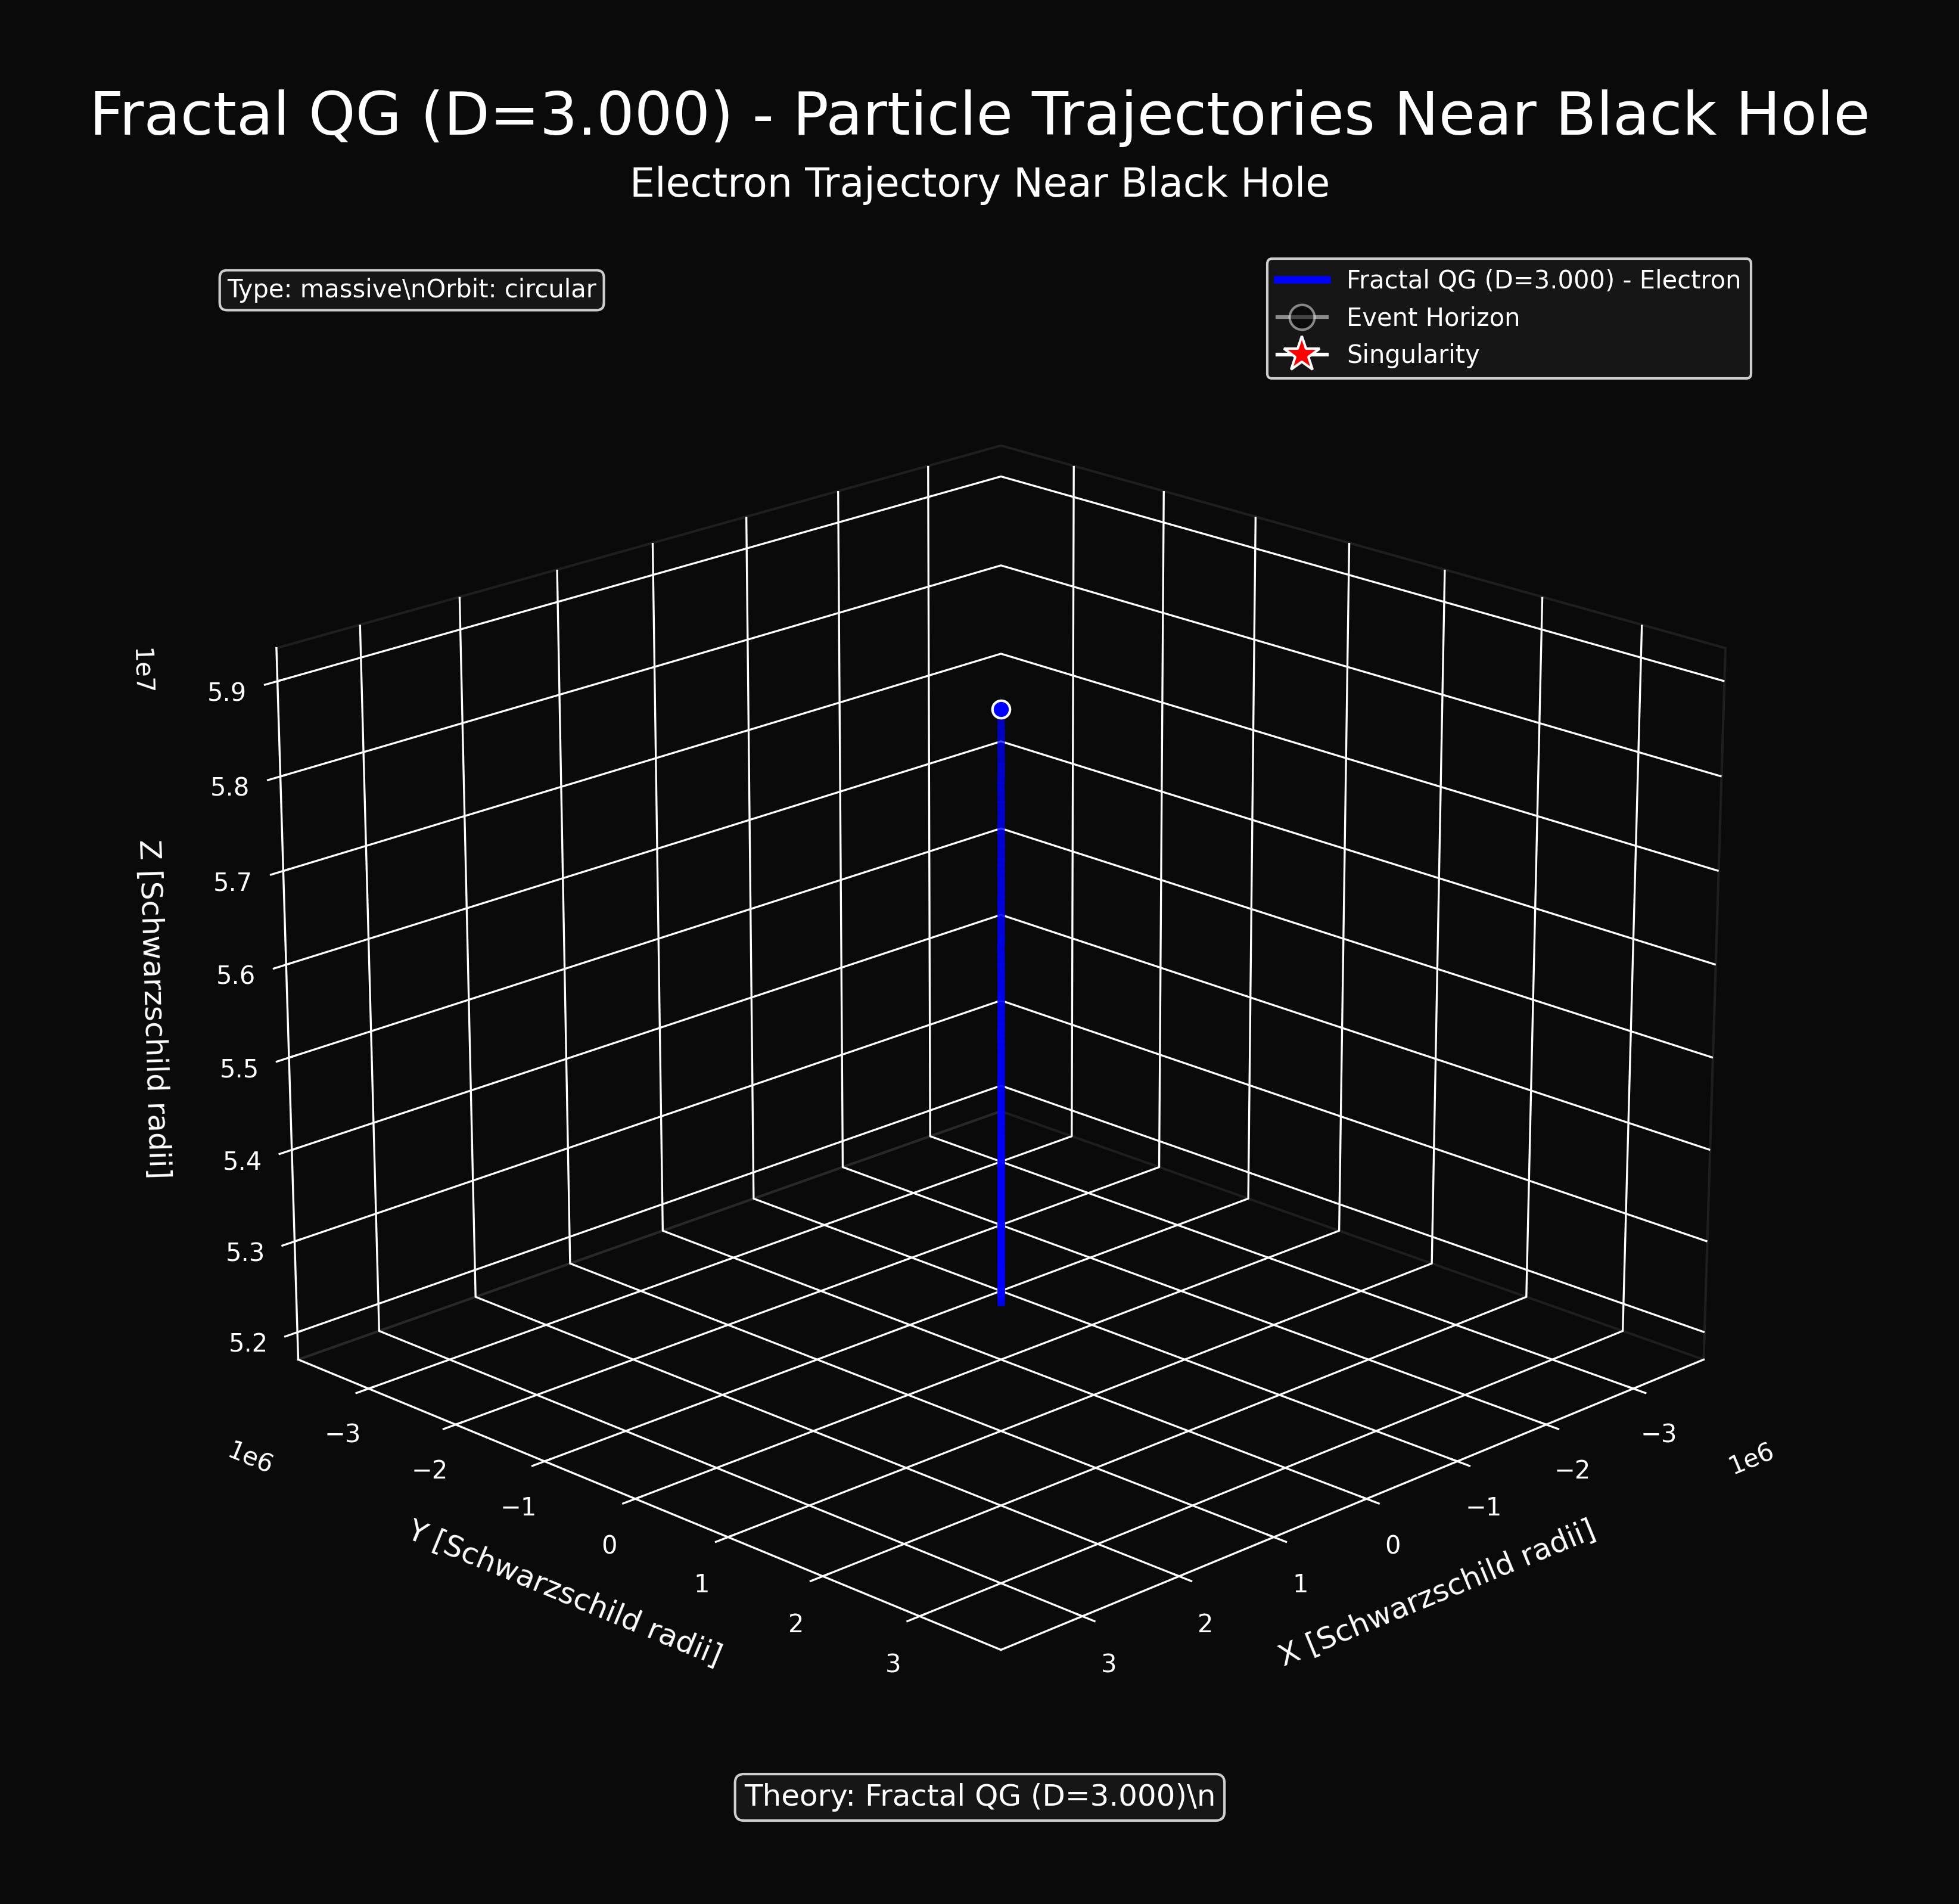 Fractal QG (D=3.000) - Particle Trajectories Near Black Hole
Electron Trajectory Near Black Hole
Type: massive\nOrbit: circular
Fractal QG (D=3.000) - Electron
Event Horizon
Singularity
1e7
5.9
5.8
5.7
5.6
5.5
5.4
5.3
5.2
Z [Schwarzschild radii]
1e6
−3
−2
−1
0
1
2
3
Y [Schwarzschild radii]
3
2
1
0
−1
−2
−3
1e6
X [Schwarzschild radii]
Theory: Fractal QG (D=3.000)\n